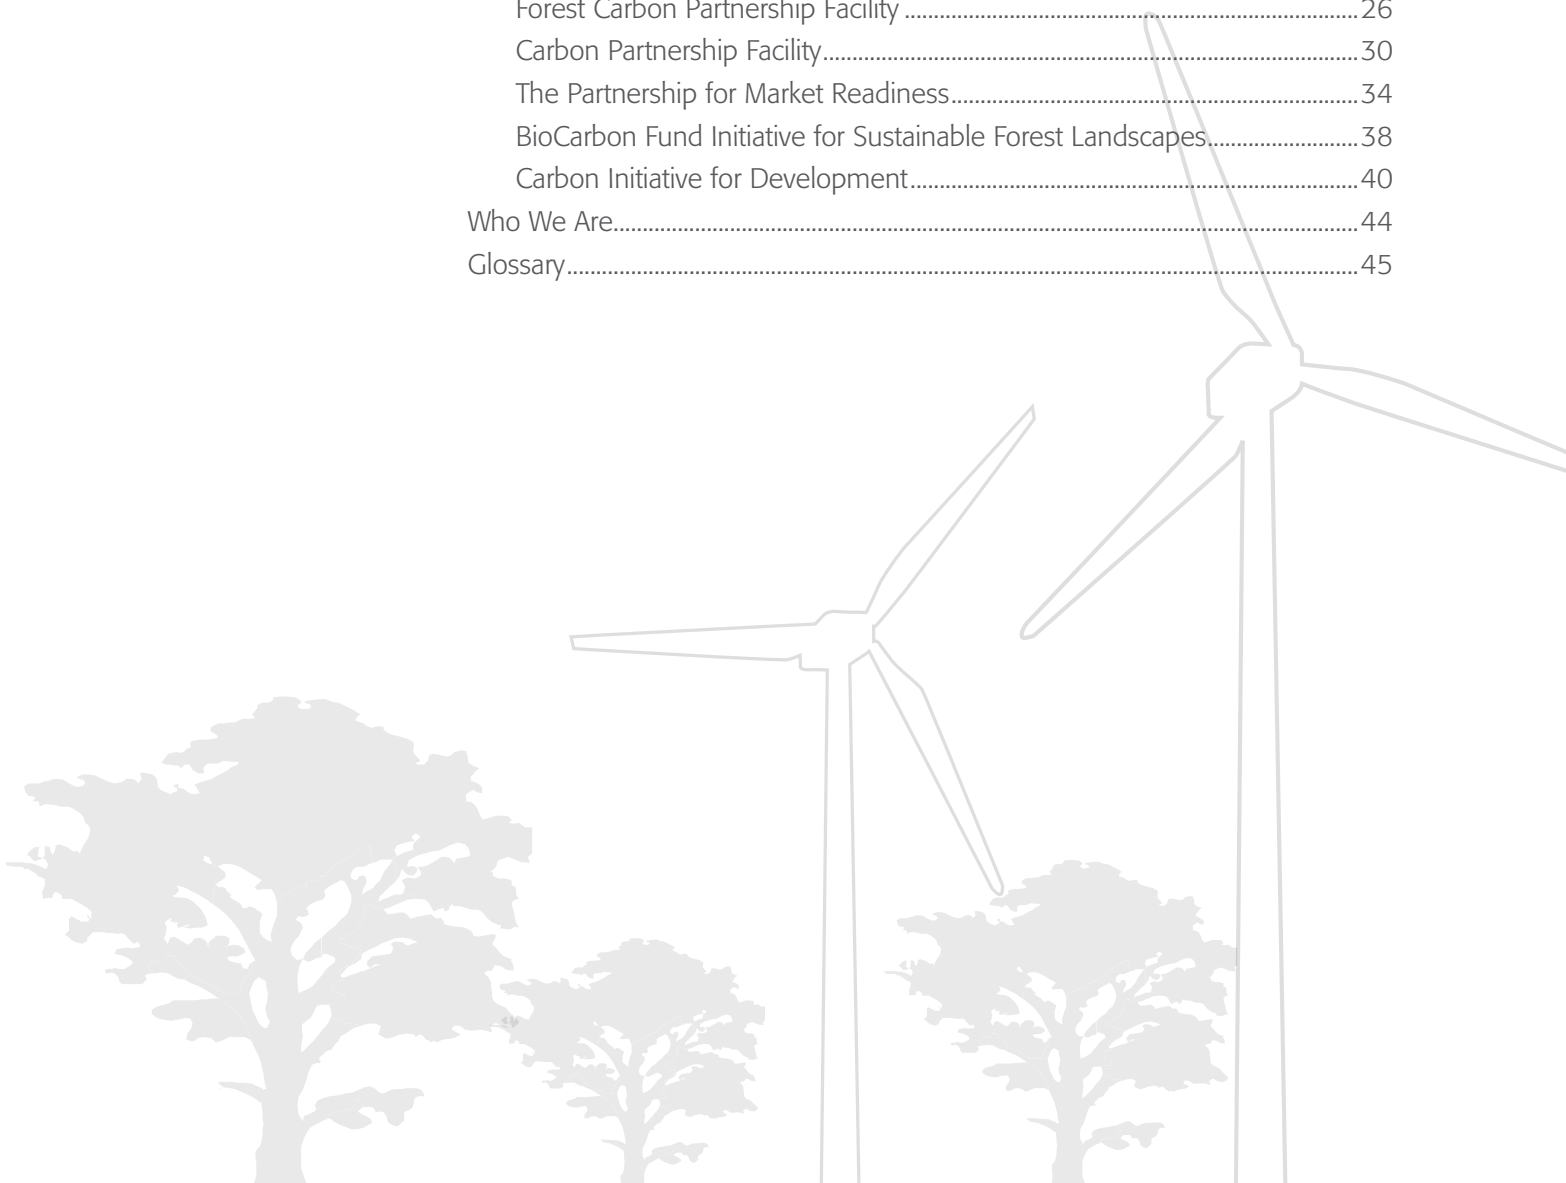 Forest Carbon Partnership Facility ........................................................................ 26
Carbon Partnership Facility..................................................................................... 30
The Partnership for Market Readiness................................................................. 34
BioCarbon Fund Initiative for Sustainable Forest Landscapes........................ 38
Carbon Initiative for Development....................................................................... 40
Who We Are....................................................................................................................... 44
Glossary.............................................................................................................................. 45